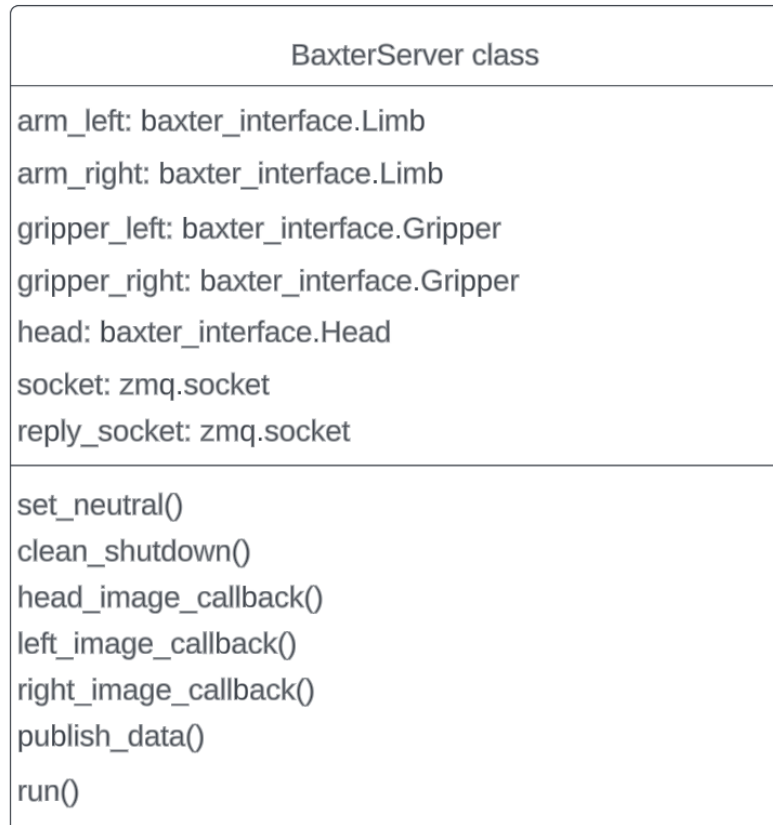 BaxterServer class
arm_left: baxter_interface.Limb
arm_right: baxter_interface.Limb
gripper_left: baxter_interface.Gripper
gripper_right: baxter_interface.Gripper
head: baxter_interface.Head
socket: zmq.socket
reply_socket: zmq.socket
set_neutral()
clean_shutdown()
head_image_callback()
left_image_callback()
right_image_callback()
publish_data()
run()